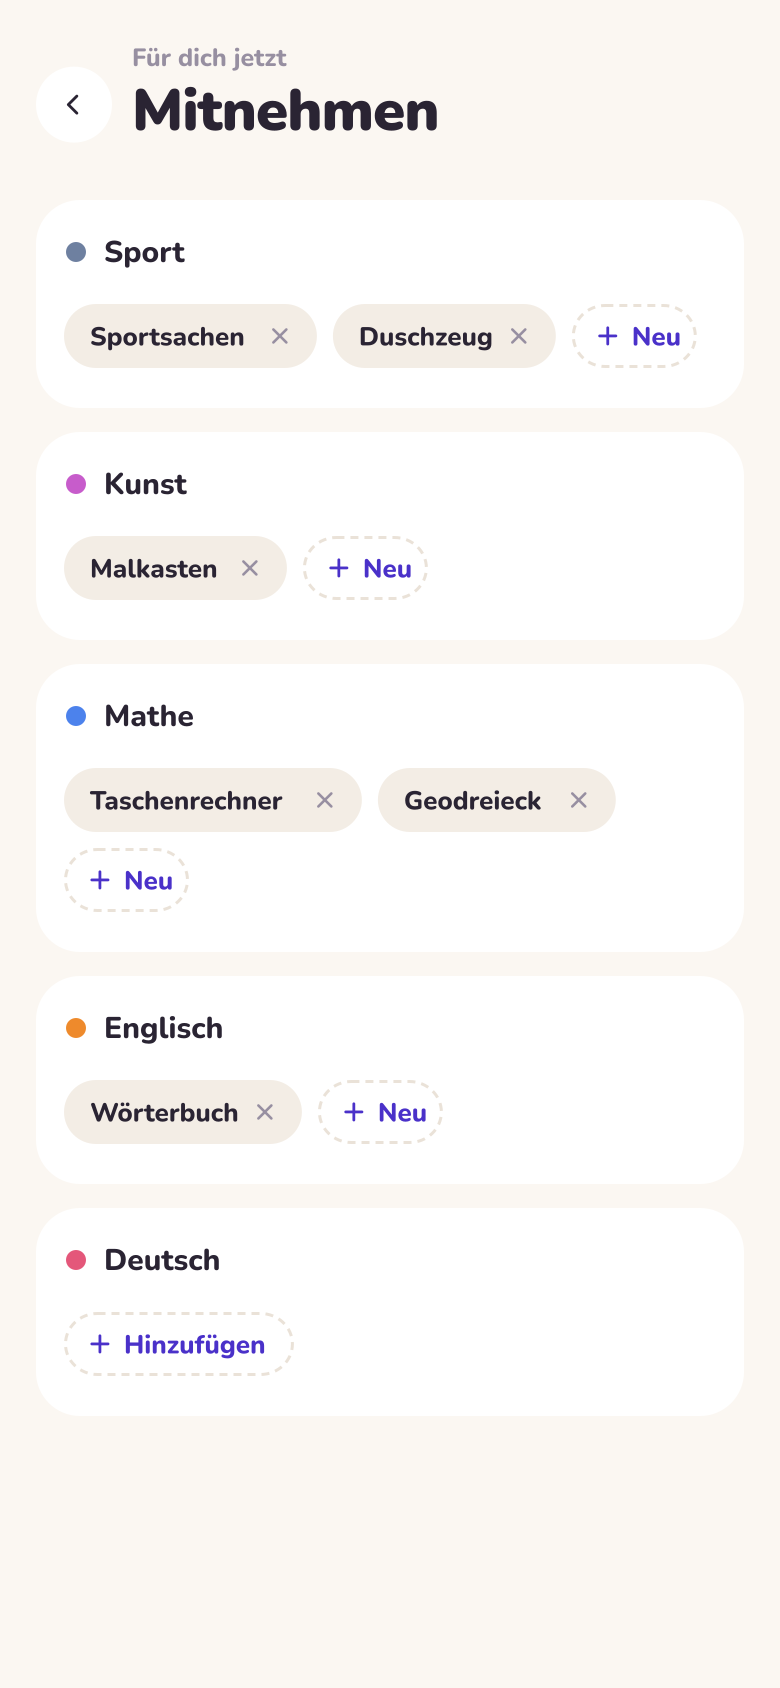 Für dich jetzt
Mitnehmen
Sport
Sportsachen × Duschzeug × + Neu
Kunst
Malkasten × + Neu
Mathe
Taschenrechner × Geodreieck ×
+ Neu
Englisch
Wörterbuch × + Neu
Deutsch
+ Hinzufügen